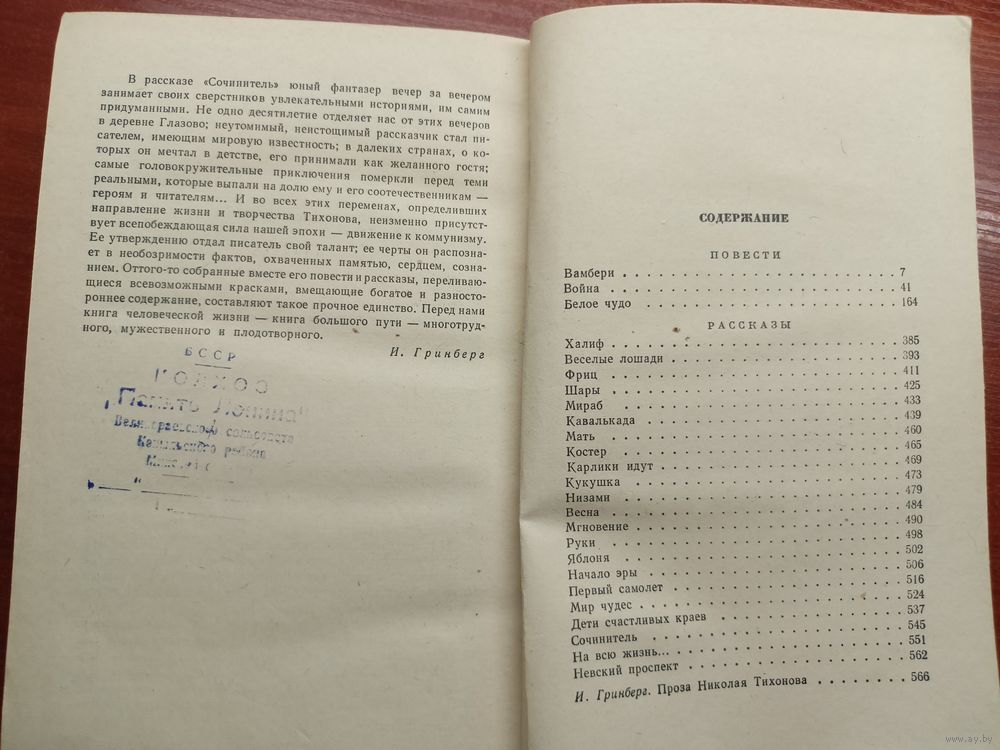 В рассказе «Сочинитель» юный фантазер вечер за вечером
занимает своих сверстников увлекательными историями, им самим
придуманными. Не одно десятилетие отделяет нас от этих вечеров
в деревне Глазово; неутомимый, неистощимый рассказчик стал пи-
сателем, имеющим мировую известность; в далеких странах, о ко-
торых он мечтал в детстве, его принимали как желанного гостя;
самые головокружительные приключения померкли перед теми
реальными, которые выпали на долю ему и его соотечественникам —
героям и читателям... И во всех этих переменах, определивших
направление жизни и творчества Тихонова, неизменно присутст-
вует всепобеждающая сила нашей эпохи — движение к коммунизму.
Ее утверждению отдал писатель свой талант; ее черты он распозна-
ет в необозримости фактов, охваченных памятью, сердцем, созна-
нием. Оттого-то собранные вместе его повести и рассказы, переливаю-
щиеся всевозможными красками, вмещающие богатое и разносто-
роннее содержание, составляют такое прочное единство. Перед нами
книга человеческой жизни — книга большого пути — многотруд-
ного, мужественного и плодотворного.
И. Гринберг
БССР
"Память Ленина"
сельсовета
района
СОДЕРЖАНИЕ
ПОВЕСТИ
Вамбери . . . . . . . . . . . . . . . . 7
Война . . . . . . . . . . . . . . . . 41
Белое чудо . . . . . . . . . . . . . . . . 164
РАССКАЗЫ
Халиф . . . . . . . . . . . . . . . . 385
Веселые лошади . . . . . . . . . . . . . . . . 393
Фриц . . . . . . . . . . . . . . . . 411
Шары . . . . . . . . . . . . . . . . 425
Мираб . . . . . . . . . . . . . . . . 433
Кавалькада . . . . . . . . . . . . . . . . 439
Мать . . . . . . . . . . . . . . . . 460
Костер . . . . . . . . . . . . . . . . 465
Карлики идут . . . . . . . . . . . . . . . . 469
Кукушка . . . . . . . . . . . . . . . . 473
Низами . . . . . . . . . . . . . . . . 479
Весна . . . . . . . . . . . . . . . . 484
Мгновение . . . . . . . . . . . . . . . . 490
Руки . . . . . . . . . . . . . . . . 498
Яблоня . . . . . . . . . . . . . . . . 502
Начало эры . . . . . . . . . . . . . . . . 506
Первый самолет . . . . . . . . . . . . . . . . 516
Мир чудес . . . . . . . . . . . . . . . . 524
Дети счастливых краев . . . . . . . . . . . . 537
Сочинитель . . . . . . . . . . . . . . . . 545
На всю жизнь... . . . . . . . . . . . . . . . . 551
Невский проспект . . . . . . . . . . . . . . . . 562
И. Гринберг. Проза Николая Тихонова . . . . . . . . 566
www.ay.by